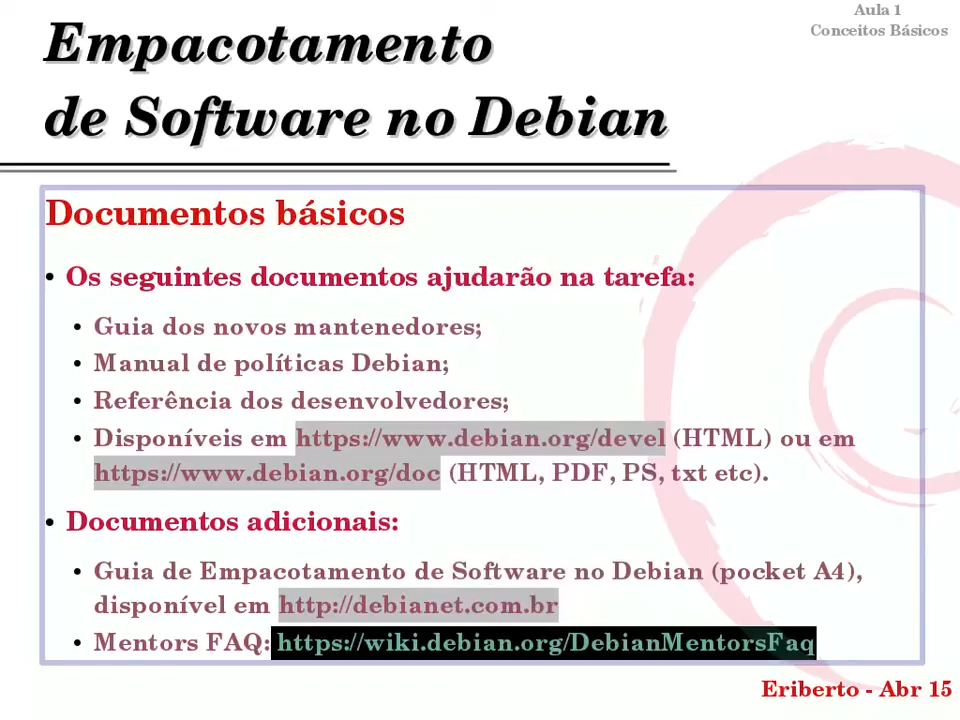 Aula 1
Conceitos Básicos
Empacotamento
de Software no Debian
Documentos básicos
• Os seguintes documentos ajudarão na tarefa:
• Guia dos novos mantenedores;
• Manual de políticas Debian;
• Referência dos desenvolvedores;
• Disponíveis em https://www.debian.org/devel (HTML) ou em
https://www.debian.org/doc (HTML, PDF, PS, txt etc).
• Documentos adicionais:
• Guia de Empacotamento de Software no Debian (pocket A4),
disponível em http://debianet.com.br
• Mentors FAQ: https://wiki.debian.org/DebianMentorsFaq
Eriberto - Abr 15